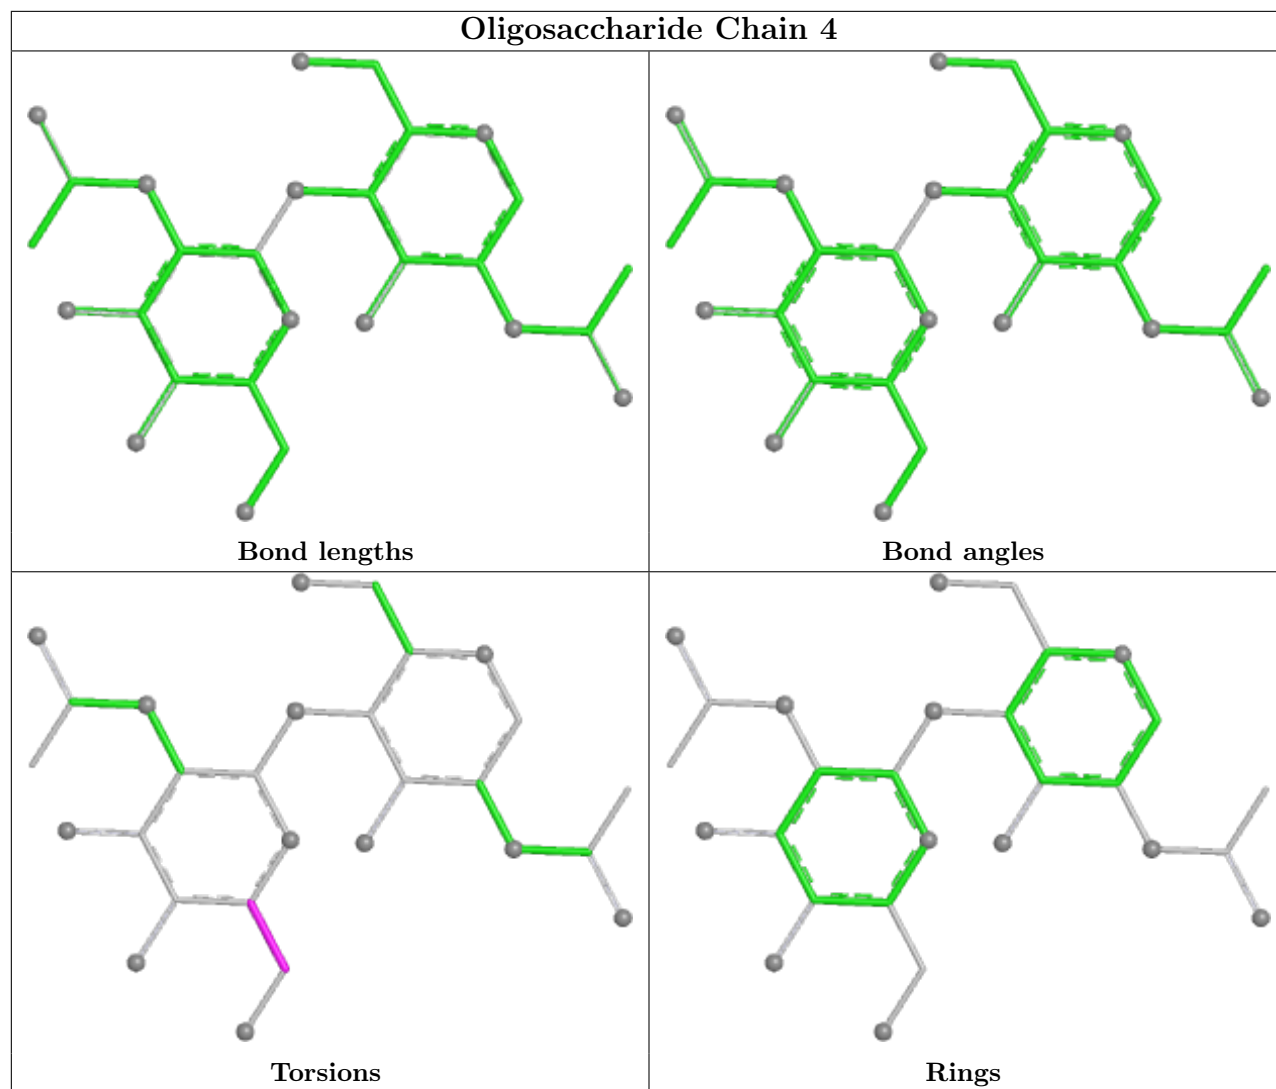 Oligosaccharide Chain 4
Bond lengths
Bond angles
Torsions
Rings